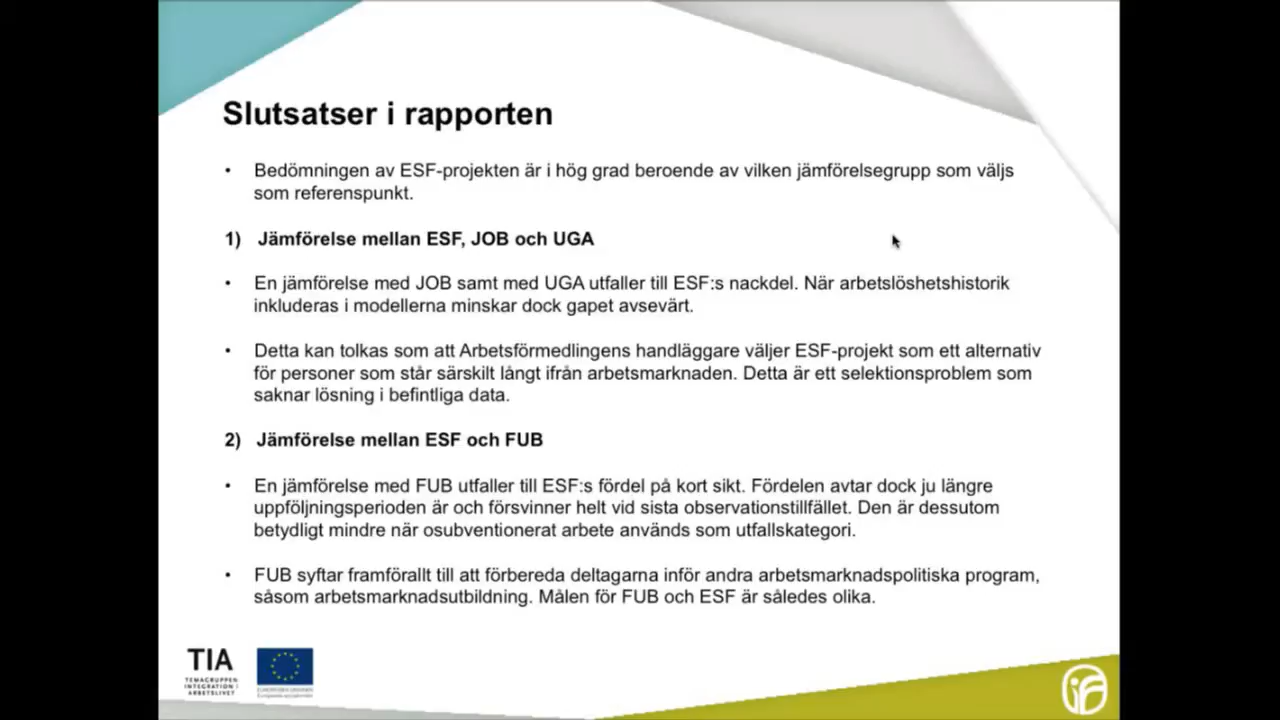 Slutsatser i rapporten
• Bedömningen av ESF-projekten är i hög grad beroende av vilken jämförelsegrupp som väljs
som referenspunkt.
1) Jämförelse mellan ESF, JOB och UGA
• En jämförelse med JOB samt med UGA utfaller till ESF:s nackdel. När arbetslöshetshistorik
inkluderas i modellerna minskar dock gapet avsevärt.
• Detta kan tolkas som att Arbetsförmedlingens handläggare väljer ESF-projekt som ett alternativ
för personer som står särskilt långt ifrån arbetsmarknaden. Detta är ett selektionsproblem som
saknar lösning i befintliga data.
2) Jämförelse mellan ESF och FUB
• En jämförelse med FUB utfaller till ESF:s fördel på kort sikt. Fördelen avtar dock ju längre
uppföljningsperioden är och försvinner helt vid sista observationstillfället. Den är dessutom
betydligt mindre när osubventionerat arbete används som utfallskategori.
• FUB syftar framförallt till att förbereda deltagarna inför andra arbetsmarknadspolitiska program,
såsom arbetsmarknadsutbildning. Målen för FUB och ESF är således olika.
TIA
TEMAGRUPPEN
INTEGRATION I
ARBETSLIVET